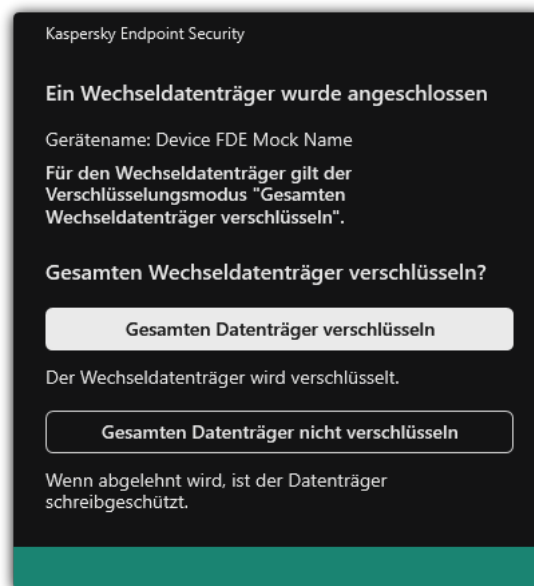 Kaspersky Endpoint Security
Ein Wechseldatenträger wurde angeschlossen
Gerätename: Device FDE Mock Name
Für den Wechseldatenträger gilt der
Verschlüsselungsmodus "Gesamten
Wechseldatenträger verschlüsseln".
Gesamten Wechseldatenträger verschlüsseln?
Gesamten Datenträger verschlüsseln
Der Wechseldatenträger wird verschlüsselt.
Gesamten Datenträger nicht verschlüsseln
Wenn abgelehnt wird, ist der Datenträger
schreibgeschützt.